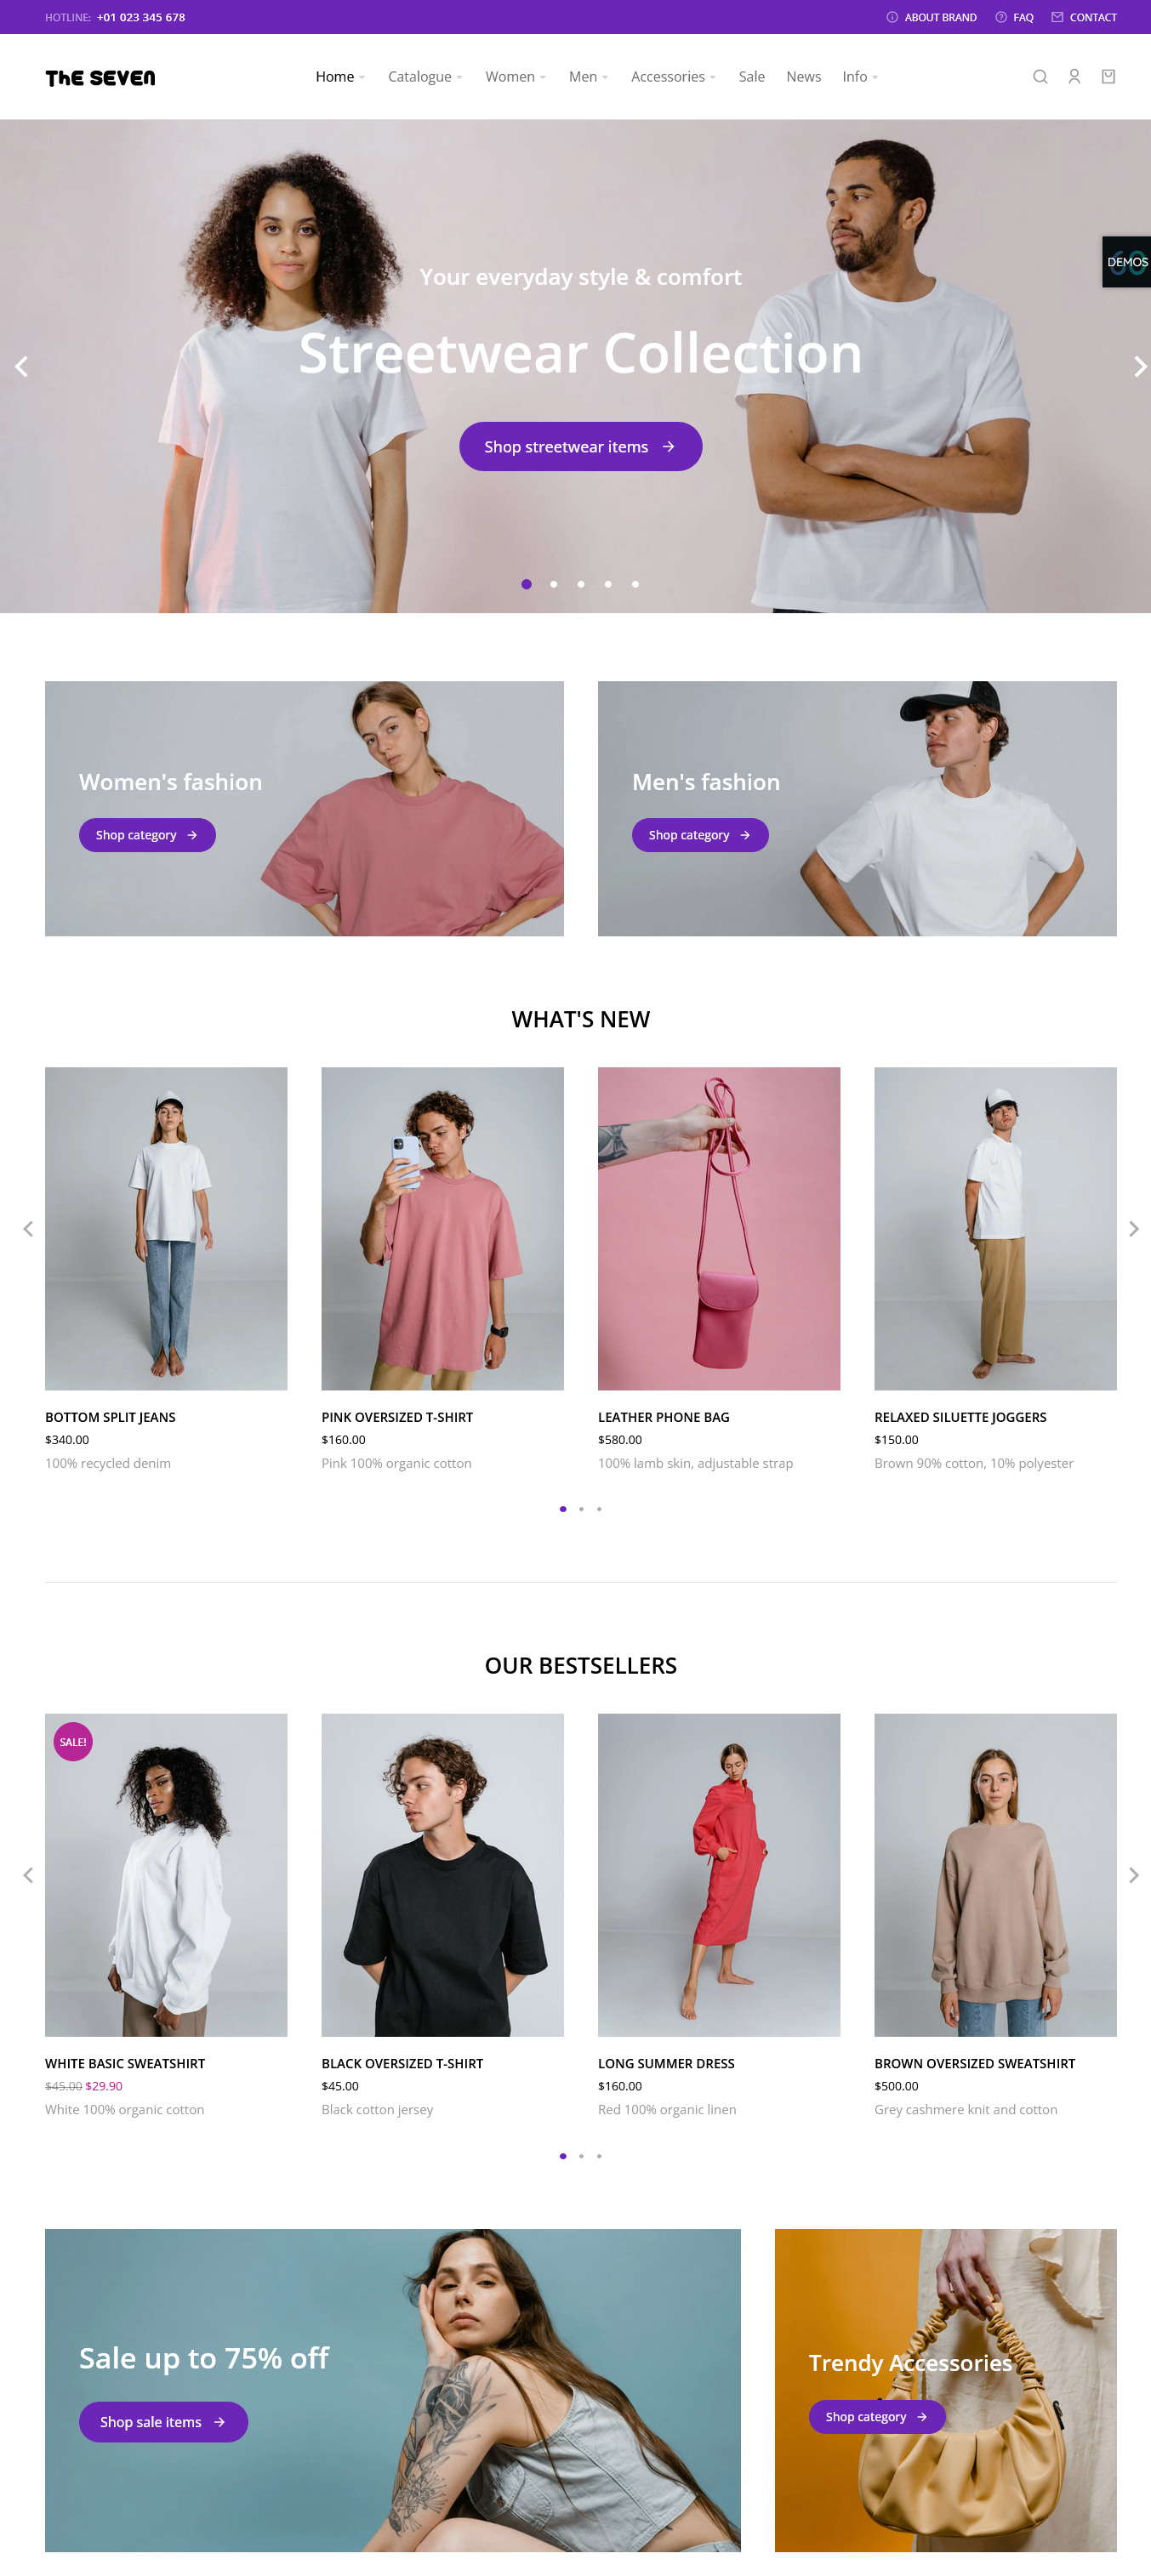 HOTLINE: +01 023 345 678
ABOUT BRAND FAQ CONTACT
THE SEVEN
Home Catalogue Women Men Accessories Sale News Info
Your everyday style & comfort
DEMOS
Streetwear Collection
Shop streetwear items
Women's fashion
Shop category
Men's fashion
Shop category
WHAT'S NEW
BOTTOM SPLIT JEANS
$340.00
100% recycled denim
PINK OVERSIZED T-SHIRT
$160.00
Pink 100% organic cotton
LEATHER PHONE BAG
$580.00
100% lamb skin, adjustable strap
RELAXED SILUETTE JOGGERS
$150.00
Brown 90% cotton, 10% polyester
OUR BESTSELLERS
SALE!
WHITE BASIC SWEATSHIRT
$45.00 $29.90
White 100% organic cotton
BLACK OVERSIZED T-SHIRT
$45.00
Black cotton jersey
LONG SUMMER DRESS
$160.00
Red 100% organic linen
BROWN OVERSIZED SWEATSHIRT
$500.00
Grey cashmere knit and cotton
Sale up to 75% off
Shop sale items
Trendy Accessories
Shop category